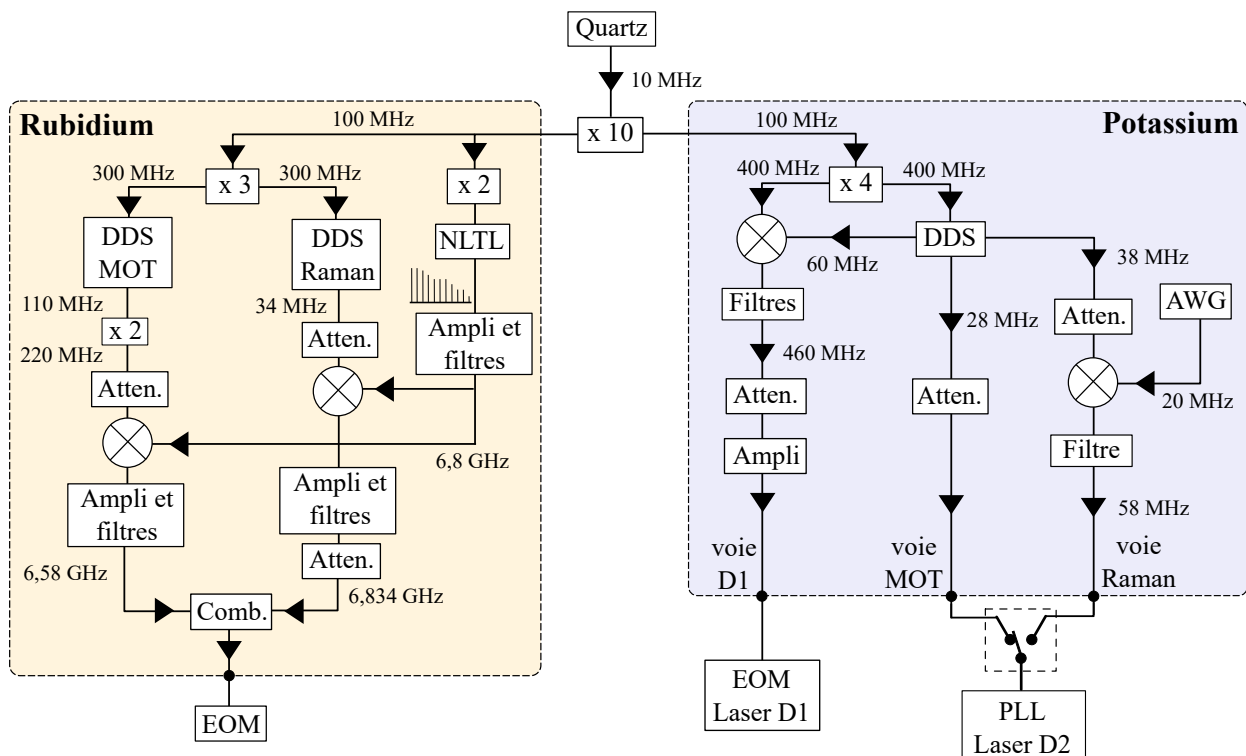 Quartz
10 MHz
Rubidium
100 MHz
x 10
100 MHz
Potassium
300 MHz
x 3
300 MHz
x 2
400 MHz
x 4
400 MHz
DDS
MOT
DDS
Raman
NLTL
DDS
60 MHz
38 MHz
110 MHz
34 MHz
Filtres
AWG
x 2
Atten.
Ampli et
filtres
28 MHz
Atten.
220 MHz
460 MHz
Atten.
Atten.
Atten.
20 MHz
6,8 GHz
Ampli
Filtre
Ampli et
filtres
Ampli et
filtres
58 MHz
6,58 GHz
Atten.
voie
D1
voie
MOT
voie
Raman
6,834 GHz
Comb.
EOM
EOM
Laser D1
PLL
Laser D2